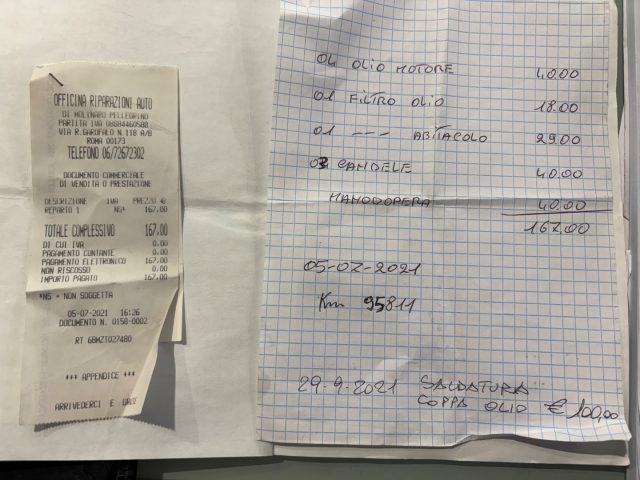 OFFICINA RIPARAZIONI AUTO
DI MOLINARO PELLEGRINO
PARTITA IVA 08884460580
VIA R.GAROFALO N.118 A/B
ROMA 00173
TELEFONO 06/72672302
DOCUMENTO COMMERCIALE
DI VENDITA O PRESTAZIONE
DESCRIZIONE IVA PREZZO €
REPARTO 1 NS* 167.00
TOTALE COMPLESSIVO 167.00
DI CUI IVA 0.00
PAGAMENTO CONTANTE 0.00
PAGAMENTO ELETTRONICO 167.00
NON RISCOSSO 0.00
IMPORTO PAGATO 167.00
*NS = NON SOGGETTA
05-07-2021 16:26
DOCUMENTO N. 0158-0002
RT 6BMZT027480
*** APPENDICE ***
ARRIVEDERCI E
04 OLIO MOTORE 40.00
01 FILTRO OLIO 18.00
01 --- ABITACOLO 29.00
03 CANDELE 40.00
MANODOPERA 40.00
167.00
05-07-2021
Km 95811
29-9-2021 SALDATURA
COPPA OLIO € 100,00